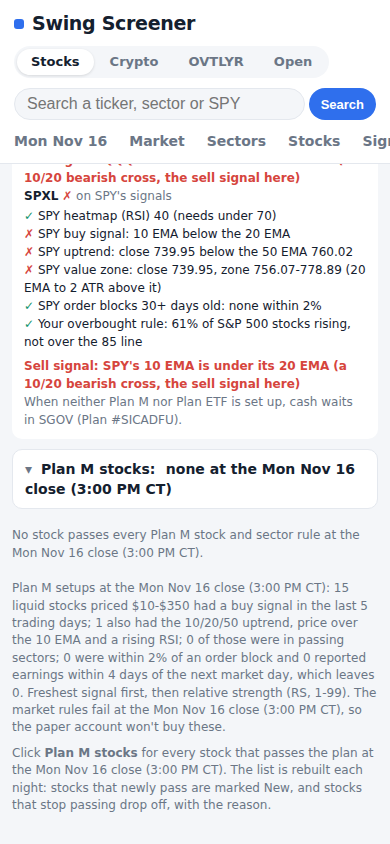 Swing Screener
Stocks Crypto OVTLYR Open
Search a ticker, sector or SPY Search
Mon Nov 16 Market Sectors Stocks Sign
10/20 bearish cross, the sell signal here)
SPXL ✗ on SPY's signals
✓ SPY heatmap (RSI) 40 (needs under 70)
✗ SPY buy signal: 10 EMA below the 20 EMA
✗ SPY uptrend: close 739.95 below the 50 EMA 760.02
✗ SPY value zone: close 739.95, zone 756.07-778.89 (20
EMA to 2 ATR above it)
✓ SPY order blocks 30+ days old: none within 2%
✓ Your overbought rule: 61% of S&P 500 stocks rising,
not over the 85 line
Sell signal: SPY's 10 EMA is under its 20 EMA (a
10/20 bearish cross, the sell signal here)
When neither Plan M nor Plan ETF is set up, cash waits
in SGOV (Plan #SICADFU).
▾ Plan M stocks: none at the Mon Nov 16
close (3:00 PM CT)
No stock passes every Plan M stock and sector rule at the
Mon Nov 16 close (3:00 PM CT).
Plan M setups at the Mon Nov 16 close (3:00 PM CT): 15
liquid stocks priced $10-$350 had a buy signal in the last 5
trading days; 1 also had the 10/20/50 uptrend, price over
the 10 EMA and a rising RSI; 0 of those were in passing
sectors; 0 were within 2% of an order block and 0 reported
earnings within 4 days of the next market day, which leaves
0. Freshest signal first, then relative strength (RS, 1-99). The
market rules fail at the Mon Nov 16 close (3:00 PM CT), so
the paper account won't buy these.
Click Plan M stocks for every stock that passes the plan at
the Mon Nov 16 close (3:00 PM CT). The list is rebuilt each
night: stocks that newly pass are marked New, and stocks
that stop passing drop off, with the reason.